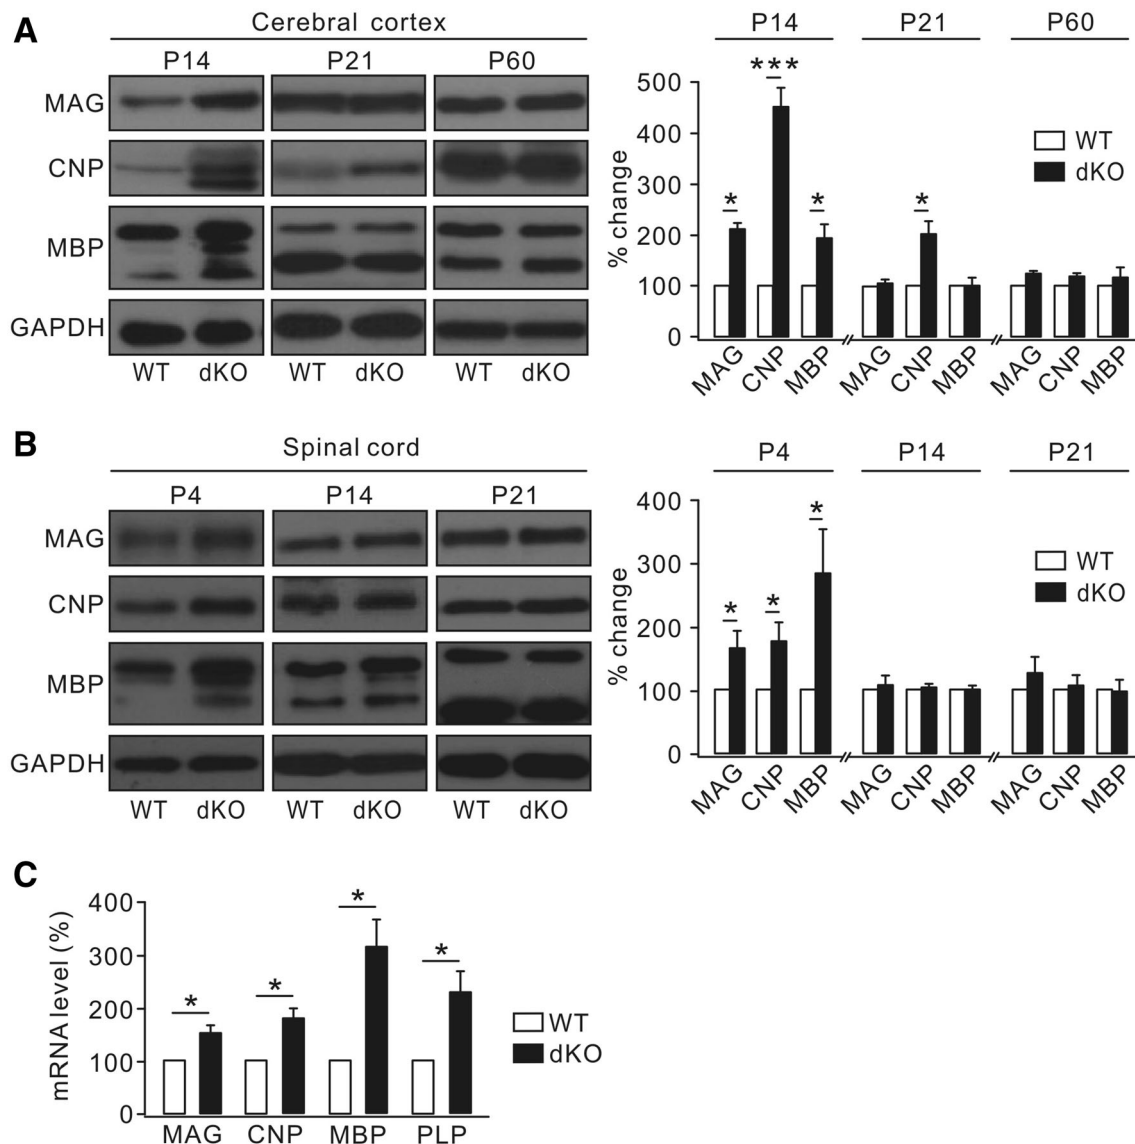 A
Cerebral cortex
P14 P21 P60
MAG
CNP
MBP
GAPDH
WT dKO WT dKO WT dKO
P14 P21 P60
% change
500
400
300
200
100
0
*
***
*
*
WT
dKO
MAG CNP MBP MAG CNP MBP MAG CNP MBP
B
Spinal cord
P4 P14 P21
MAG
CNP
MBP
GAPDH
WT dKO WT dKO WT dKO
P4 P14 P21
% change
400
300
200
100
0
*
*
*
WT
dKO
MAG CNP MBP MAG CNP MBP MAG CNP MBP
C
mRNA level (%)
400
300
200
100
0
*
*
*
*
WT
dKO
MAG CNP MBP PLP